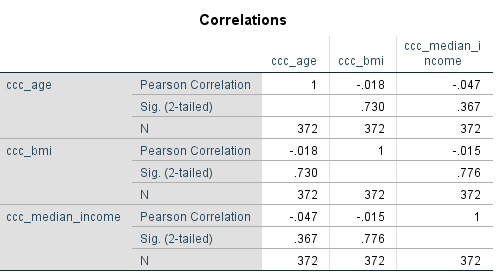 Correlations
ccc_age ccc_bmi ccc_median_i
ncome
ccc_age Pearson Correlation 1 -.018 -.047
Sig. (2-tailed) .730 .367
N 372 372 372
ccc_bmi Pearson Correlation -.018 1 -.015
Sig. (2-tailed) .730 .776
N 372 372 372
ccc_median_income Pearson Correlation -.047 -.015 1
Sig. (2-tailed) .367 .776
N 372 372 372